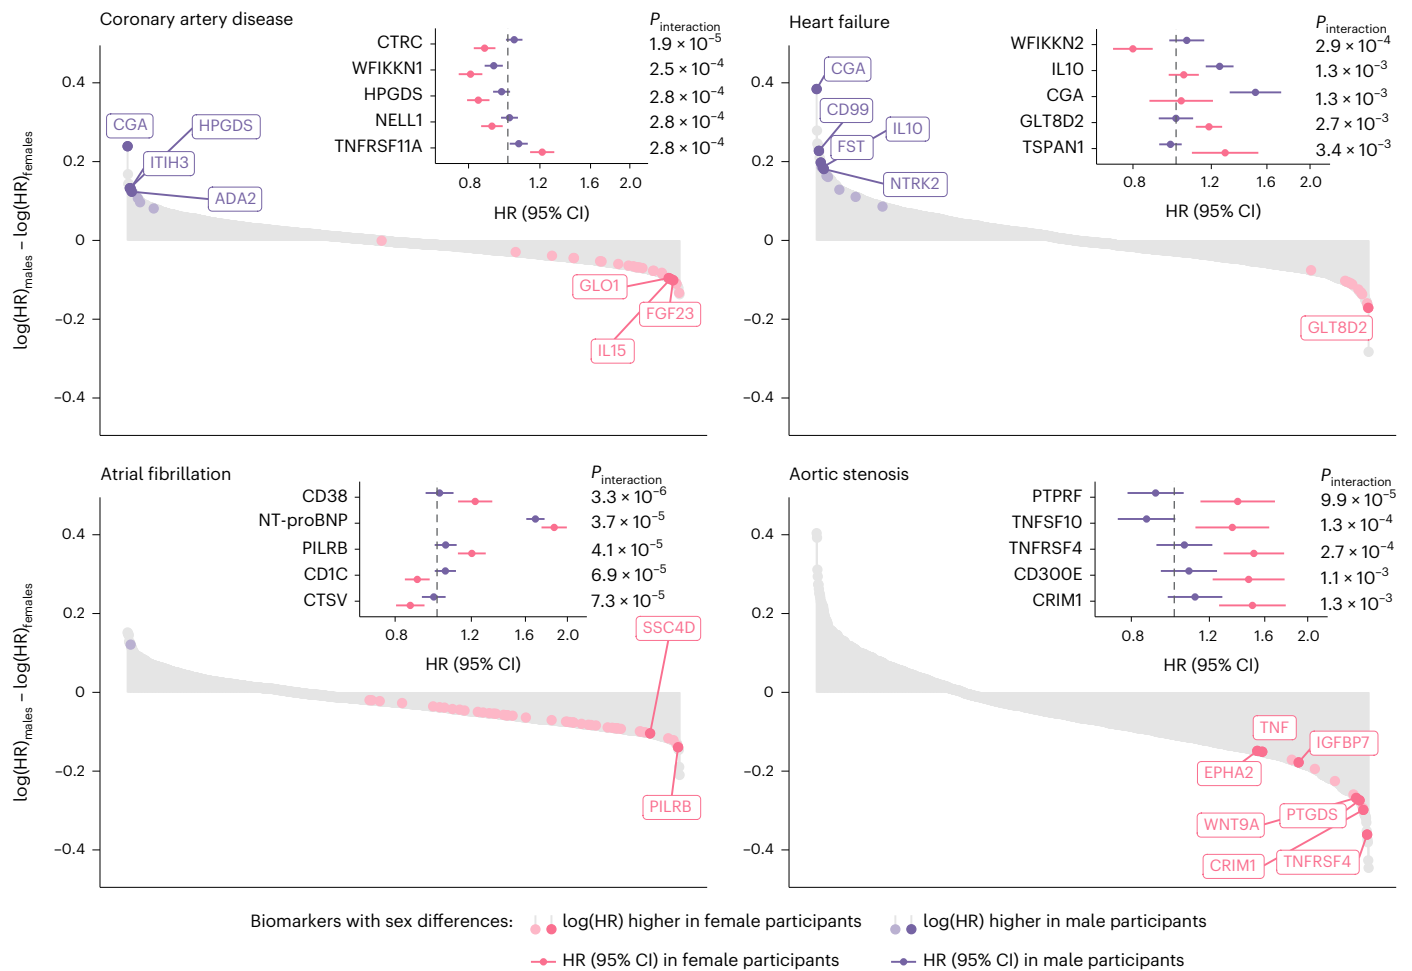 Coronary artery disease
P interaction
CTRC 1.9 × 10−5
WFIKKN1 2.5 × 10−4
HPGDS 2.8 × 10−4
NELL1 2.8 × 10−4
TNFRSF11A 2.8 × 10−4
0.8 1.2 1.6 2.0
HR (95% CI)
log(HR)males − log(HR)females
0.4
0.2
0
−0.2
−0.4
CGA
HPGDS
ITIH3
ADA2
GLO1
FGF23
IL15
Heart failure
P interaction
WFIKKN2 2.9 × 10−4
IL10 1.3 × 10−3
CGA 1.3 × 10−3
GLT8D2 2.7 × 10−3
TSPAN1 3.4 × 10−3
0.8 1.2 1.6 2.0
HR (95% CI)
0.4
0.2
0
−0.2
−0.4
CGA
CD99
IL10
FST
NTRK2
GLT8D2
Atrial fibrillation
P interaction
CD38 3.3 × 10−6
NT-proBNP 3.7 × 10−5
PILRB 4.1 × 10−5
CD1C 6.9 × 10−5
CTSV 7.3 × 10−5
0.8 1.2 1.6 2.0
HR (95% CI)
log(HR)males − log(HR)females
0.4
0.2
0
−0.2
−0.4
SSC4D
PILRB
Aortic stenosis
P interaction
PTPRF 9.9 × 10−5
TNFSF10 1.3 × 10−4
TNFRSF4 2.7 × 10−4
CD300E 1.1 × 10−3
CRIM1 1.3 × 10−3
0.8 1.2 1.6 2.0
HR (95% CI)
0.4
0.2
0
−0.2
−0.4
TNF
IGFBP7
EPHA2
PTGDS
WNT9A
CRIM1
TNFRSF4
Biomarkers with sex differences: log(HR) higher in female participants log(HR) higher in male participants
HR (95% CI) in female participants HR (95% CI) in male participants